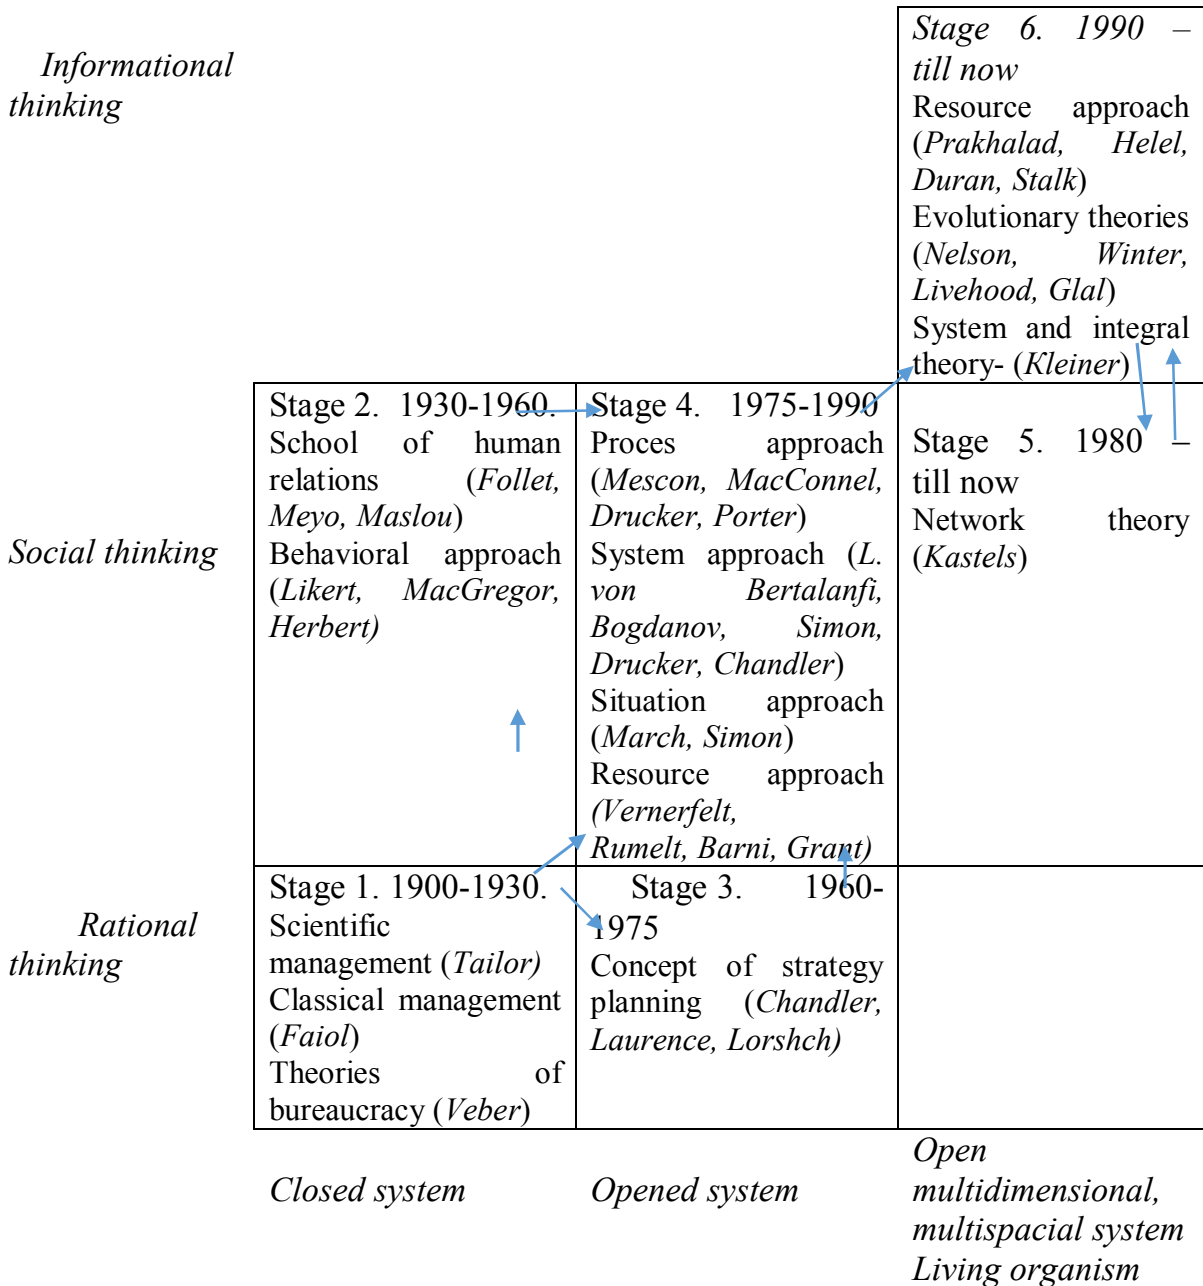 Informational
thinking
Stage 6. 1990 –
till now
Resource approach
(Prakhalad, Helel,
Duran, Stalk)
Evolutionary theories
(Nelson, Winter,
Livehood, Glal)
System and integral
theory- (Kleiner)
Social thinking
Stage 2. 1930-1960.
School of human
relations (Follet,
Meyo, Maslou)
Behavioral approach
(Likert, MacGregor,
Herbert)
Stage 4. 1975-1990
Proces approach
(Mescon, MacConnel,
Drucker, Porter)
System approach (L.
von Bertalanfi,
Bogdanov, Simon,
Drucker, Chandler)
Situation approach
(March, Simon)
Resource approach
(Vernerfelt,
Rumelt, Barni, Grant)
Stage 5. 1980 –
till now
Network theory
(Kastels)
Rational
thinking
Stage 1. 1900-1930.
Scientific
management (Tailor)
Classical management
(Faiol)
Theories of
bureaucracy (Veber)
Stage 3. 1960-
1975
Concept of strategy
planning (Chandler,
Laurence, Lorshch)
Closed system
Opened system
Open
multidimensional,
multispacial system
Living organism